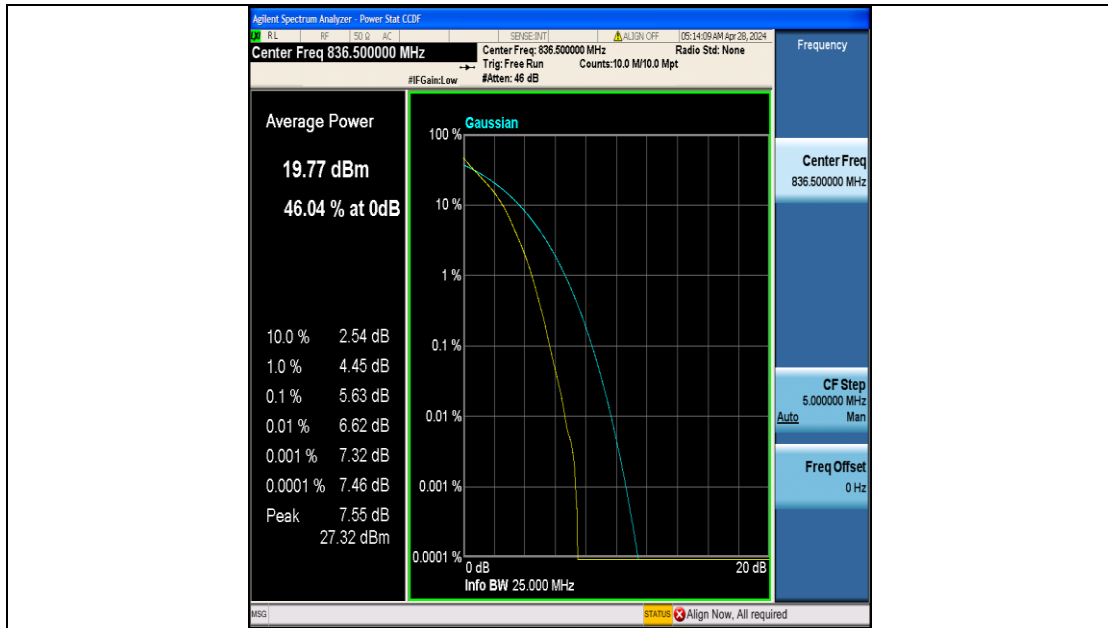 Agilent Spectrum Analyzer - Power Stat CCDF
RL RF 50 Ω AC SENSE:INT ALIGN OFF 05:14:09 AM Apr 28, 2024
Center Freq 836.500000 MHz
Center Freq: 836.500000 MHz Radio Std: None
Trig: Free Run Counts:10.0 M/10.0 Mpt
#IFGain:Low #Atten: 46 dB
Frequency
Average Power
19.77 dBm
46.04 % at 0dB
10.0 % 2.54 dB
1.0 % 4.45 dB
0.1 % 5.63 dB
0.01 % 6.62 dB
0.001 % 7.32 dB
0.0001 % 7.46 dB
Peak 7.55 dB
27.32 dBm
Gaussian
100 %
10 %
1 %
0.1 %
0.01 %
0.001 %
0.0001 %
0 dB 20 dB
Info BW 25.000 MHz
Center Freq
836.500000 MHz
CF Step
5.000000 MHz
Auto Man
Freq Offset
0 Hz
MSG STATUS Align Now, All required